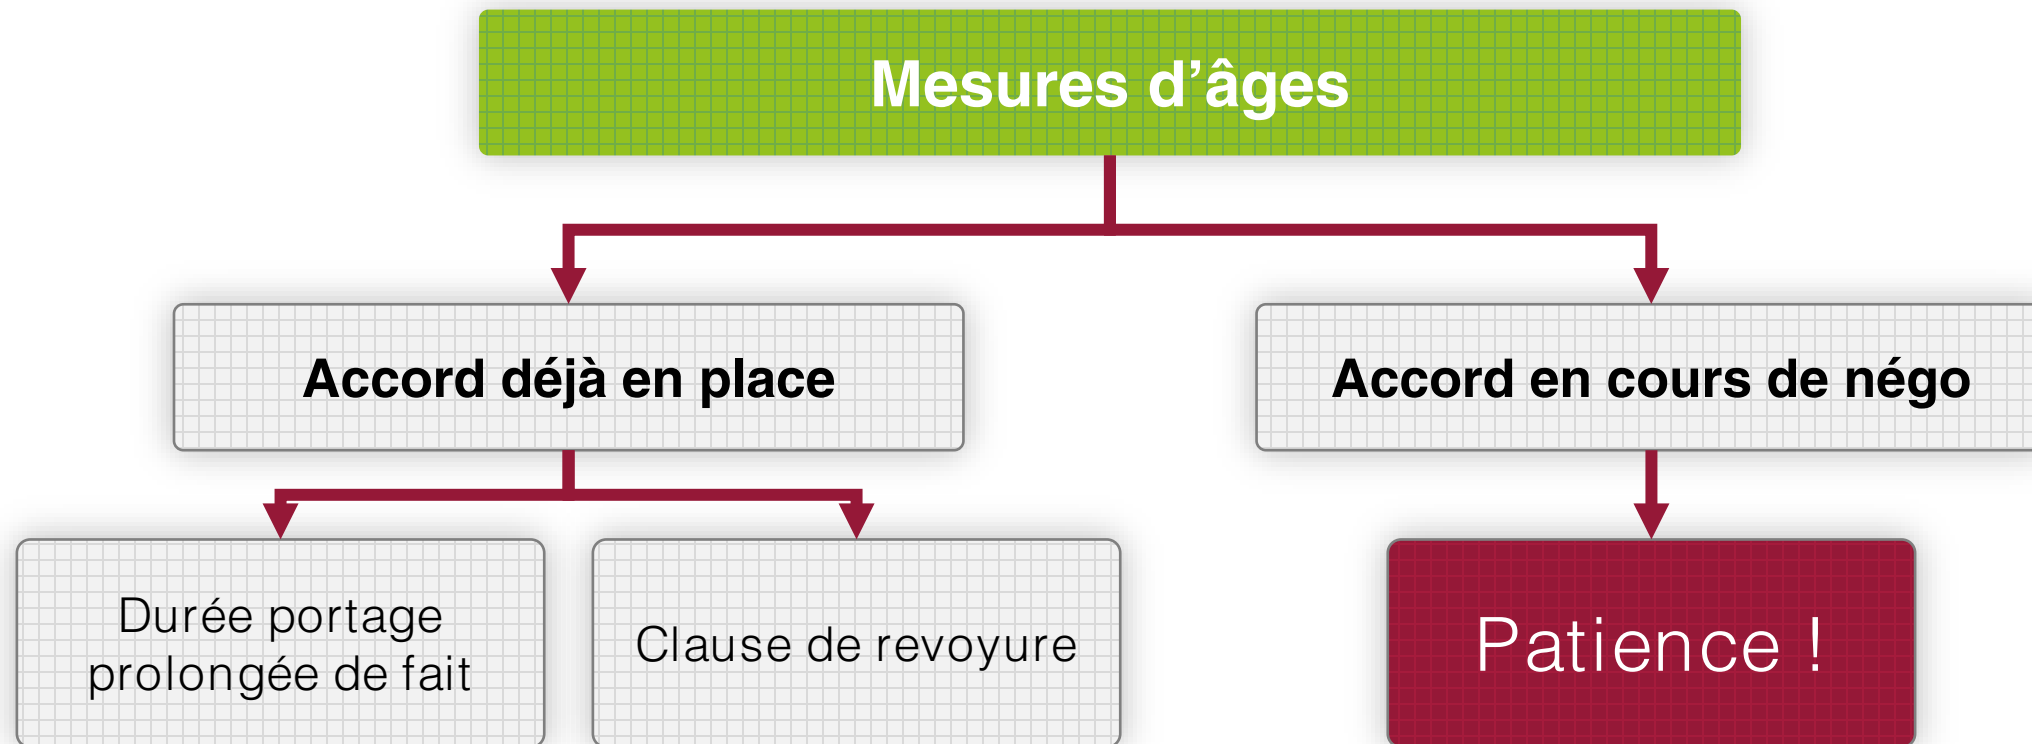 Mesures d’âges
Accord déjà en place
Accord en cours de négo
Durée portage
prolongée de fait
Clause de revoyure
Patience !